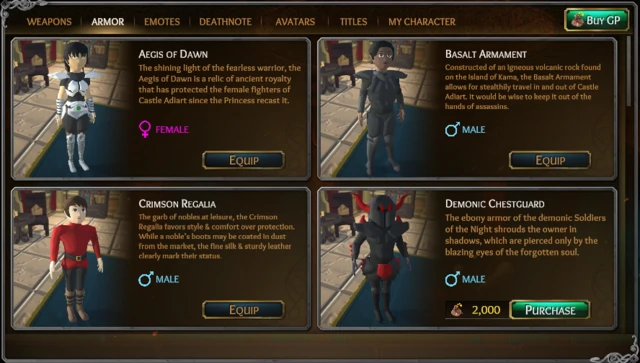 WEAPONS ARMOR EMOTES DEATHNOTE AVATARS TITLES MY CHARACTER BUY GP
AEGIS OF DAWN
The shining light of the fearless warrior, the
Aegis of Dawn is a relic of ancient royalty
that has protected the female fighters of
Castle Adiart since the Princess recast it.
FEMALE
EQUIP
BASALT ARMAMENT
Constructed of an igneous volcanic rock found
on the Island of Kama, the Basalt Armament
allows for stealthily travel in and out of Castle
Adiart. It would be wise to keep it out of the
hands of assassins.
MALE
EQUIP
CRIMSON REGALIA
The garb of nobles at leisure, the Crimson
Regalia favors style & comfort over protection.
While a noble's boots may be coated in dust
from the market, the fine silk & sturdy leather
clearly mark their status.
MALE
EQUIP
DEMONIC CHESTGUARD
The ebony armor of the demonic Soldiers
of the Night shrouds the owner in
shadows, which are pierced only by the
blazing eyes of the forgotten soul.
MALE
2,000 PURCHASE